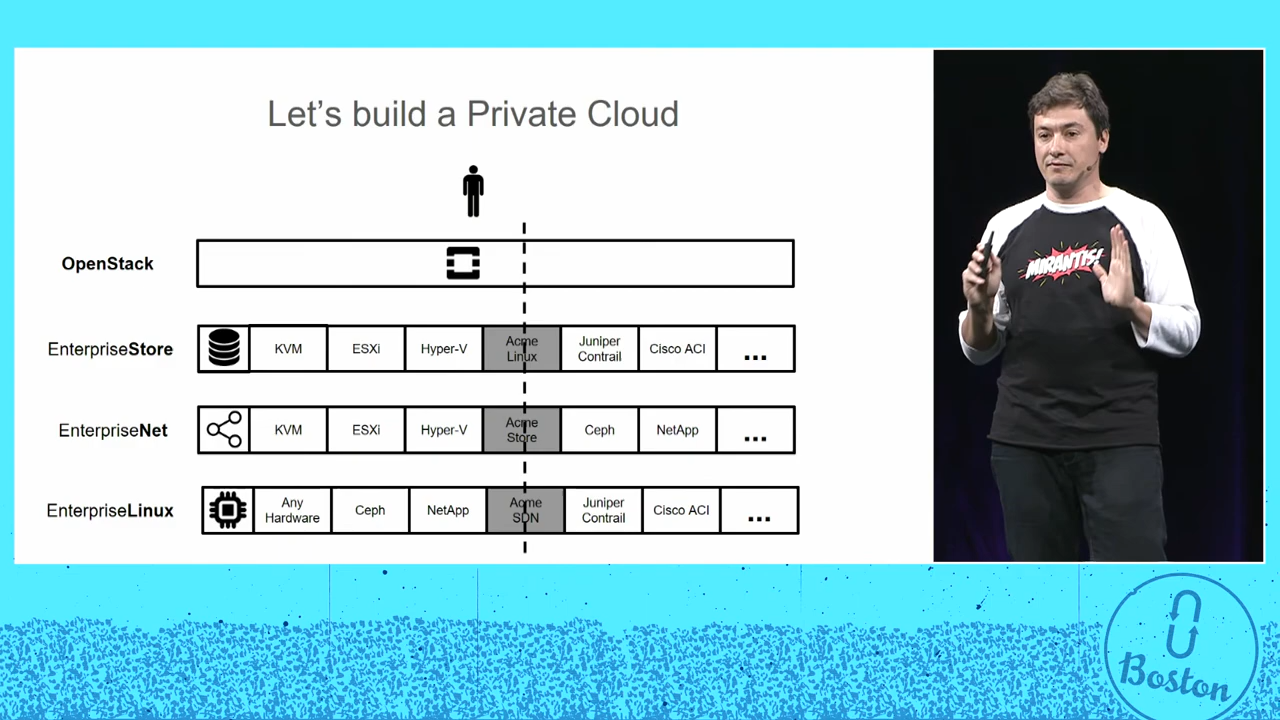 Let's build a Private Cloud
OpenStack
EnterpriseStore
KVM
ESXi
Hyper-V
Acme
Linux
Juniper
Contrail
Cisco ACI
...
EnterpriseNet
KVM
ESXi
Hyper-V
Acme
Store
Ceph
NetApp
...
EnterpriseLinux
Any
Hardware
Ceph
NetApp
Acme
SDN
Juniper
Contrail
Cisco ACI
...
MIRANTIS!
Boston